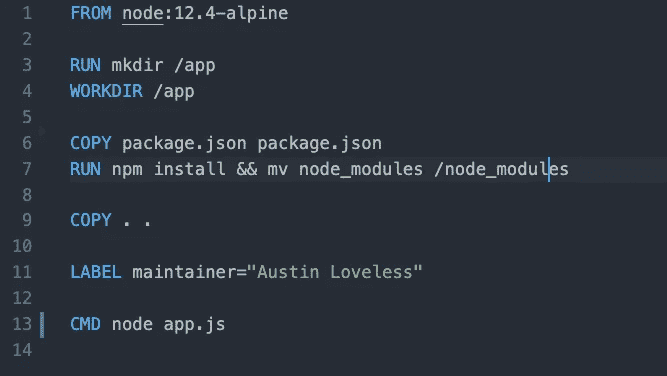 1 FROM node:12.4-alpine
2
3 RUN mkdir /app
4 WORKDIR /app
5
6 COPY package.json package.json
7 RUN npm install && mv node_modules /node_modules
8
9 COPY . .
10
11 LABEL maintainer="Austin Loveless"
12
13 CMD node app.js
14